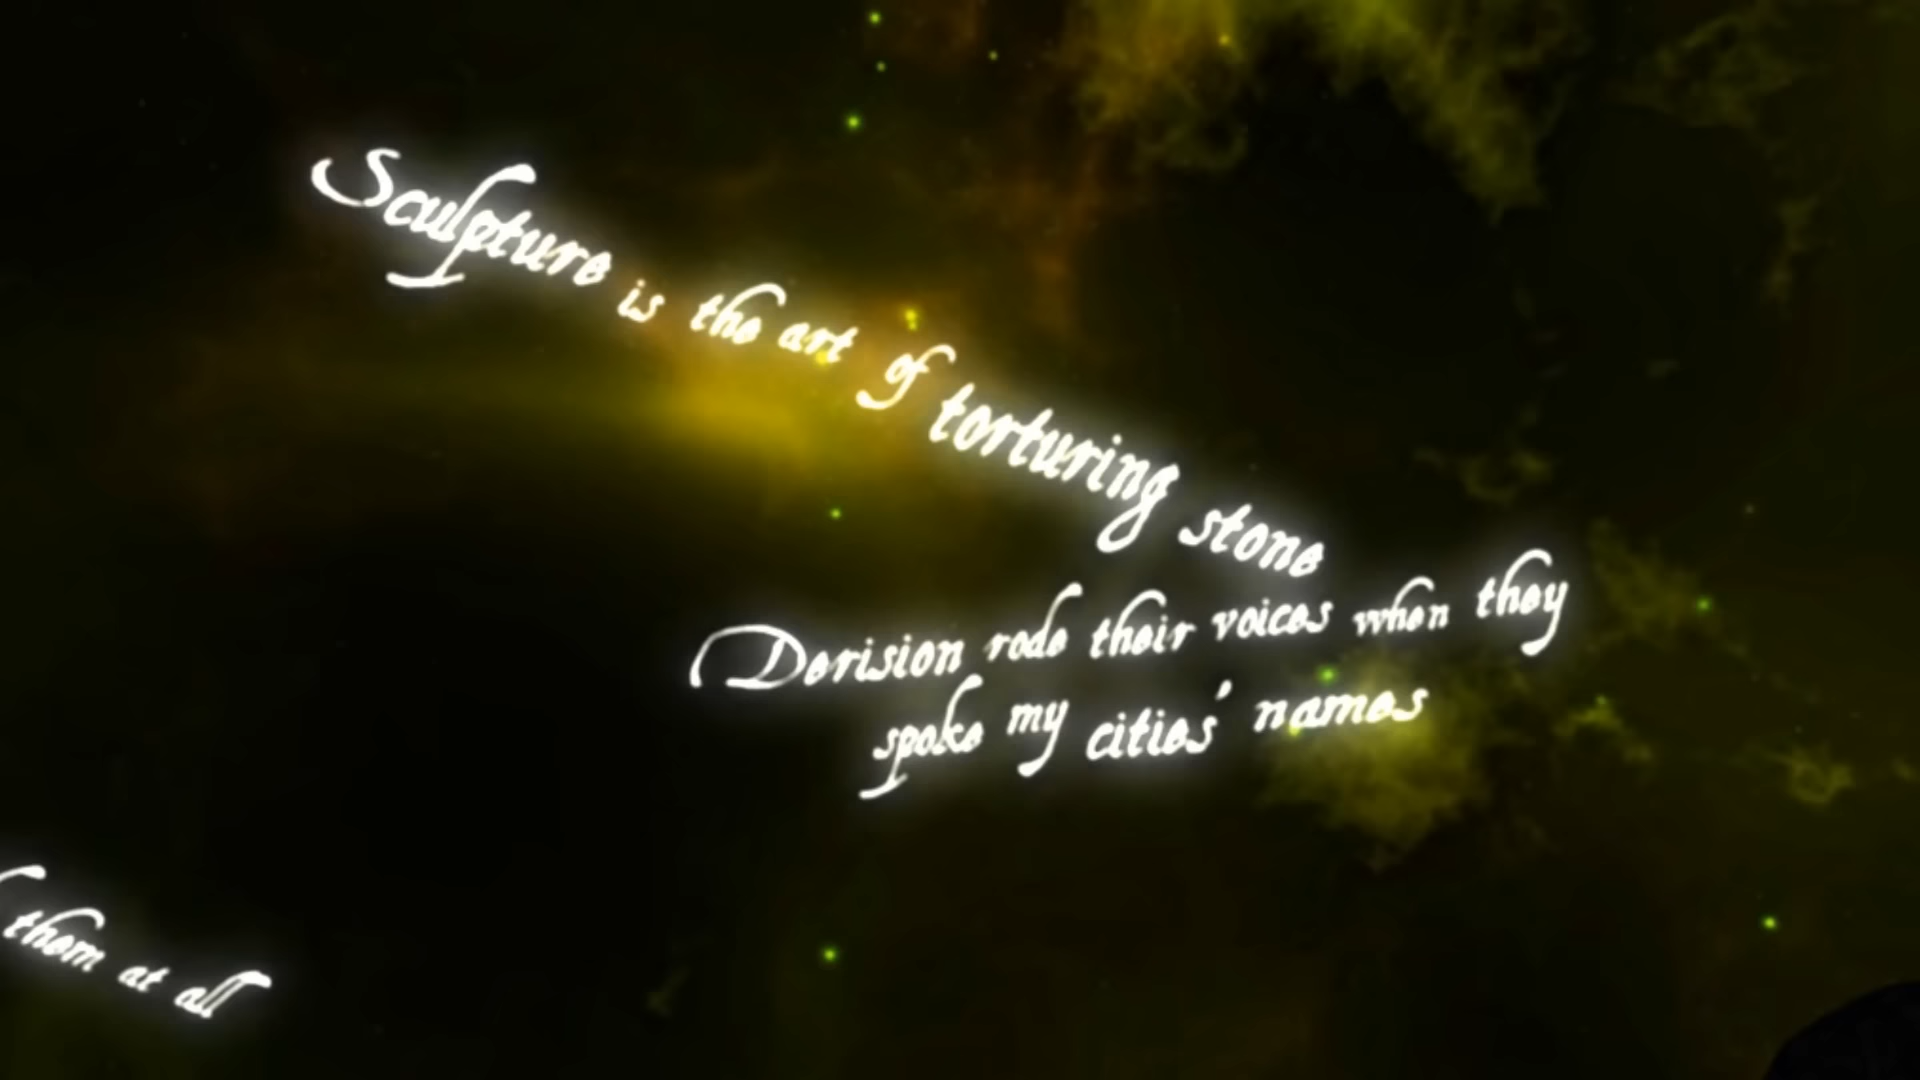 Sculpture is the art of torturing stone
Derision rode their voices when they
spoke my cities' names
them at all